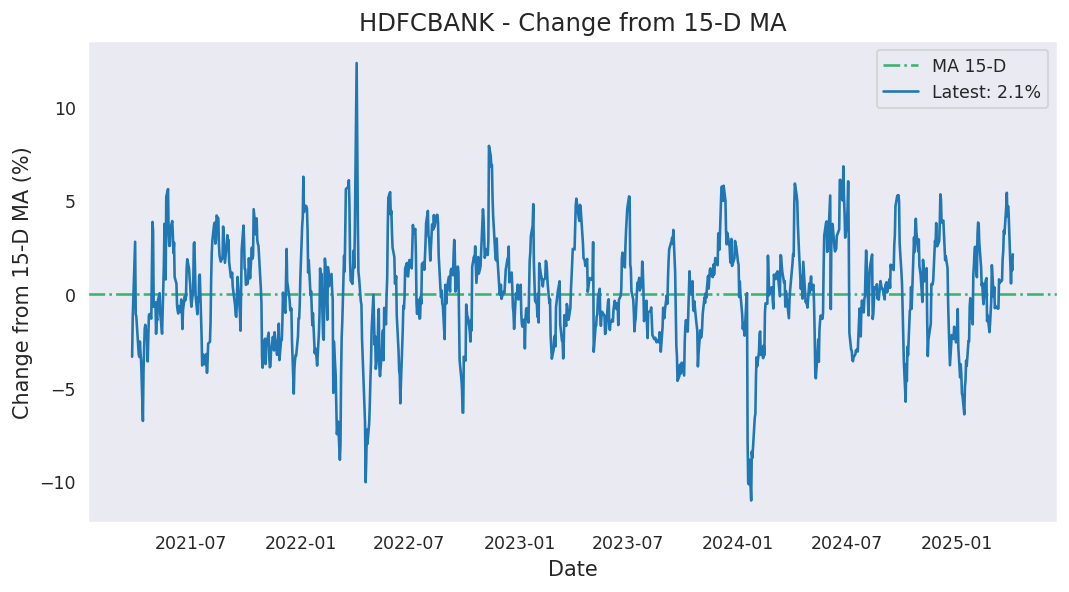 HDFCBANK - Change from 15-D MA
MA 15-D
Latest: 2.1%
Change from 15-D MA (%)
10
5
0
−5
−10
2021-07
2022-01
2022-07
2023-01
2023-07
2024-01
2024-07
2025-01
Date